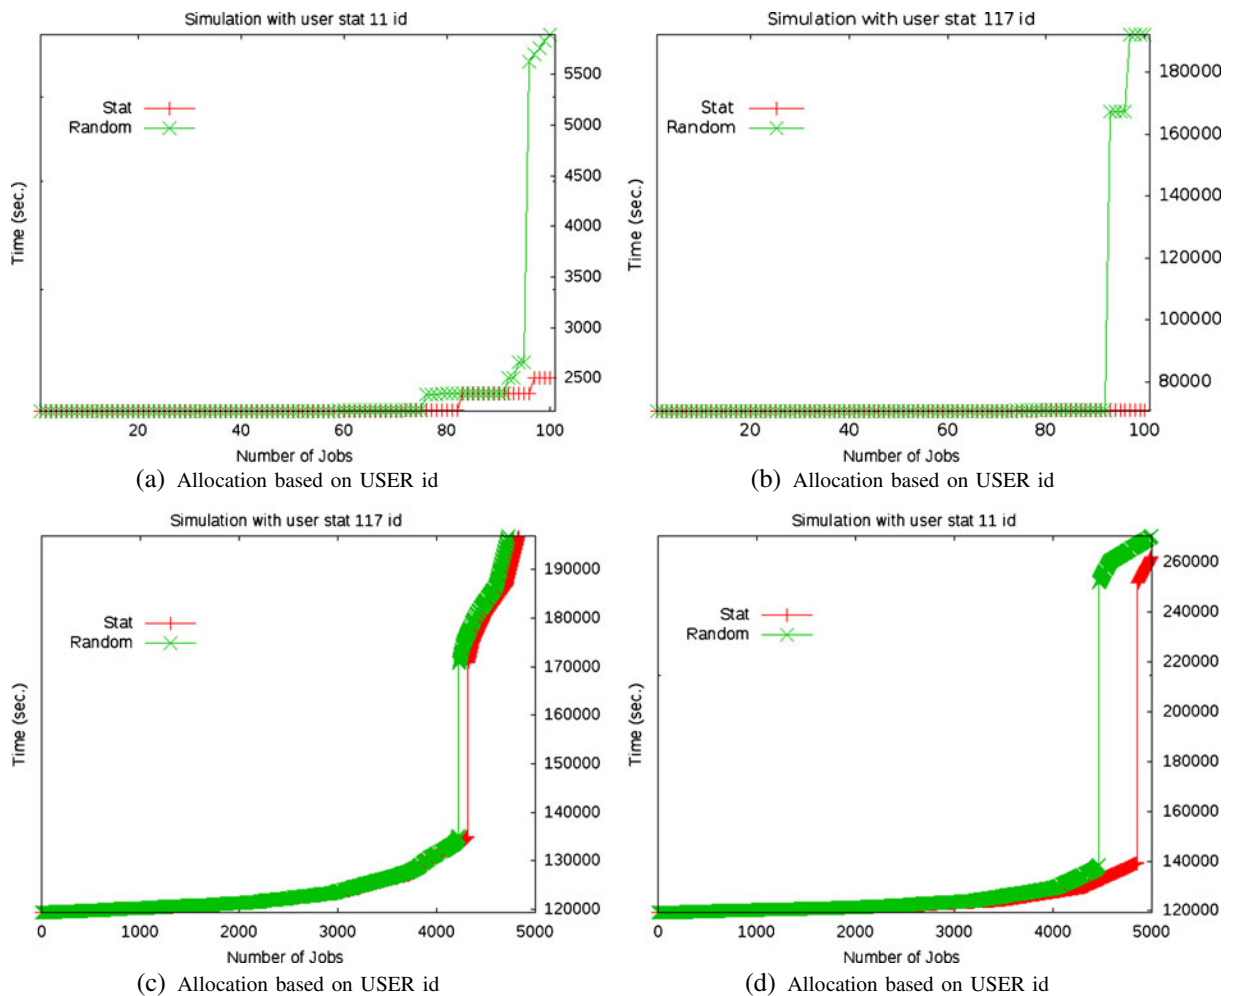 Simulation with user stat 11 id
Stat
Random
Time (sec.)
5500
5000
4500
4000
3500
3000
2500
20 40 60 80 100
Number of Jobs
(a) Allocation based on USER id
Simulation with user stat 117 id
Stat
Random
Time (sec.)
180000
160000
140000
120000
100000
80000
20 40 60 80 100
Number of Jobs
(b) Allocation based on USER id
Simulation with user stat 117 id
Stat
Random
Time (sec.)
190000
180000
170000
160000
150000
140000
130000
120000
0 1000 2000 3000 4000 5000
Number of Jobs
(c) Allocation based on USER id
Simulation with user stat 11 id
Stat
Random
Time (sec.)
260000
240000
220000
200000
180000
160000
140000
120000
0 1000 2000 3000 4000 5000
Number of Jobs
(d) Allocation based on USER id